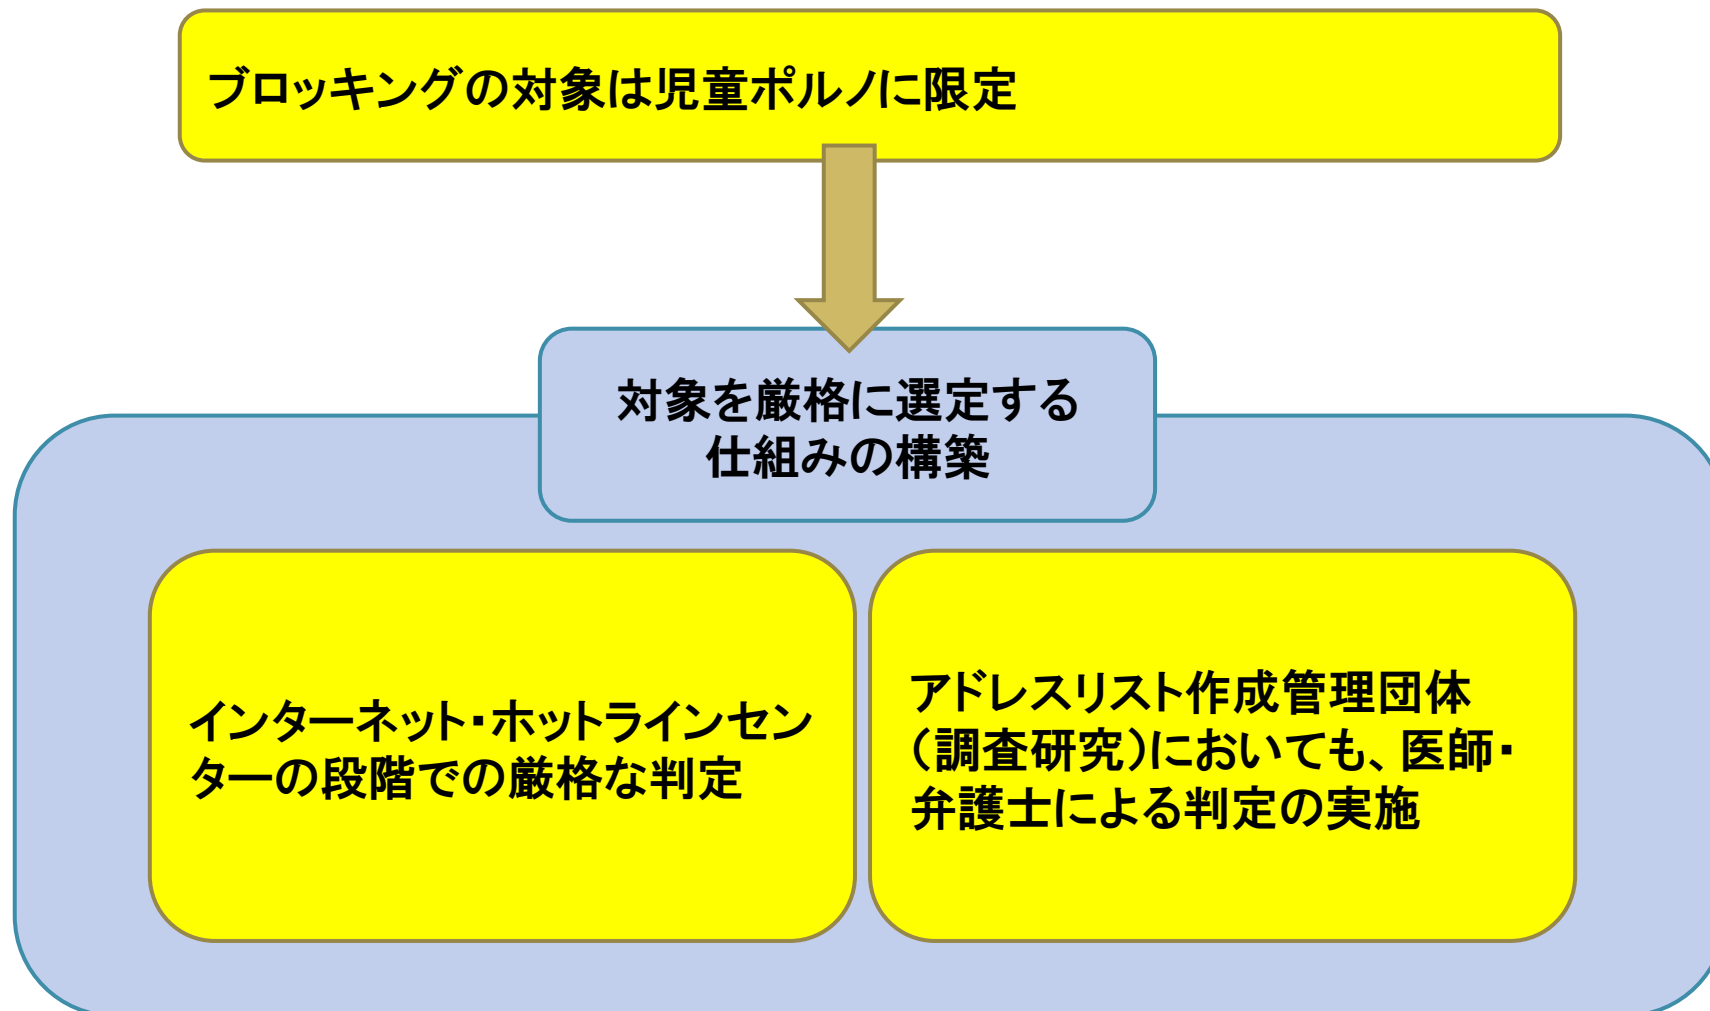 ブロッキングの対象は児童ポルノに限定
対象を厳格に選定する
仕組みの構築
インターネット・ホットラインセン
ターの段階での厳格な判定
アドレスリスト作成管理団体
（調査研究）においても、医師・
弁護士による判定の実施